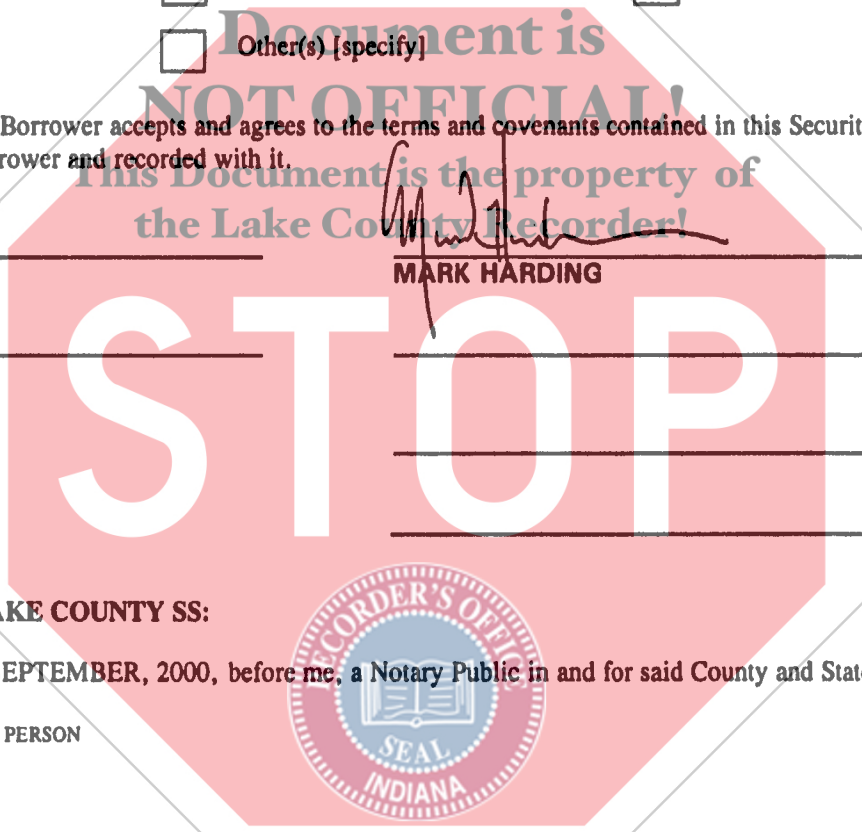 Document is
Other(s) [specify]
NOT OFFICIAL!
Borrower accepts and agrees to the terms and covenants contained in this Securit
rower and recorded with it.
This Document is the property of
the Lake County Recorder!
MARK HARDING
STOP
AKE COUNTY SS:
RECORDER'S OFFICE
EPTEMBER, 2000, before me, a Notary Public in and for said County and State
PERSON
SEAL
INDIANA